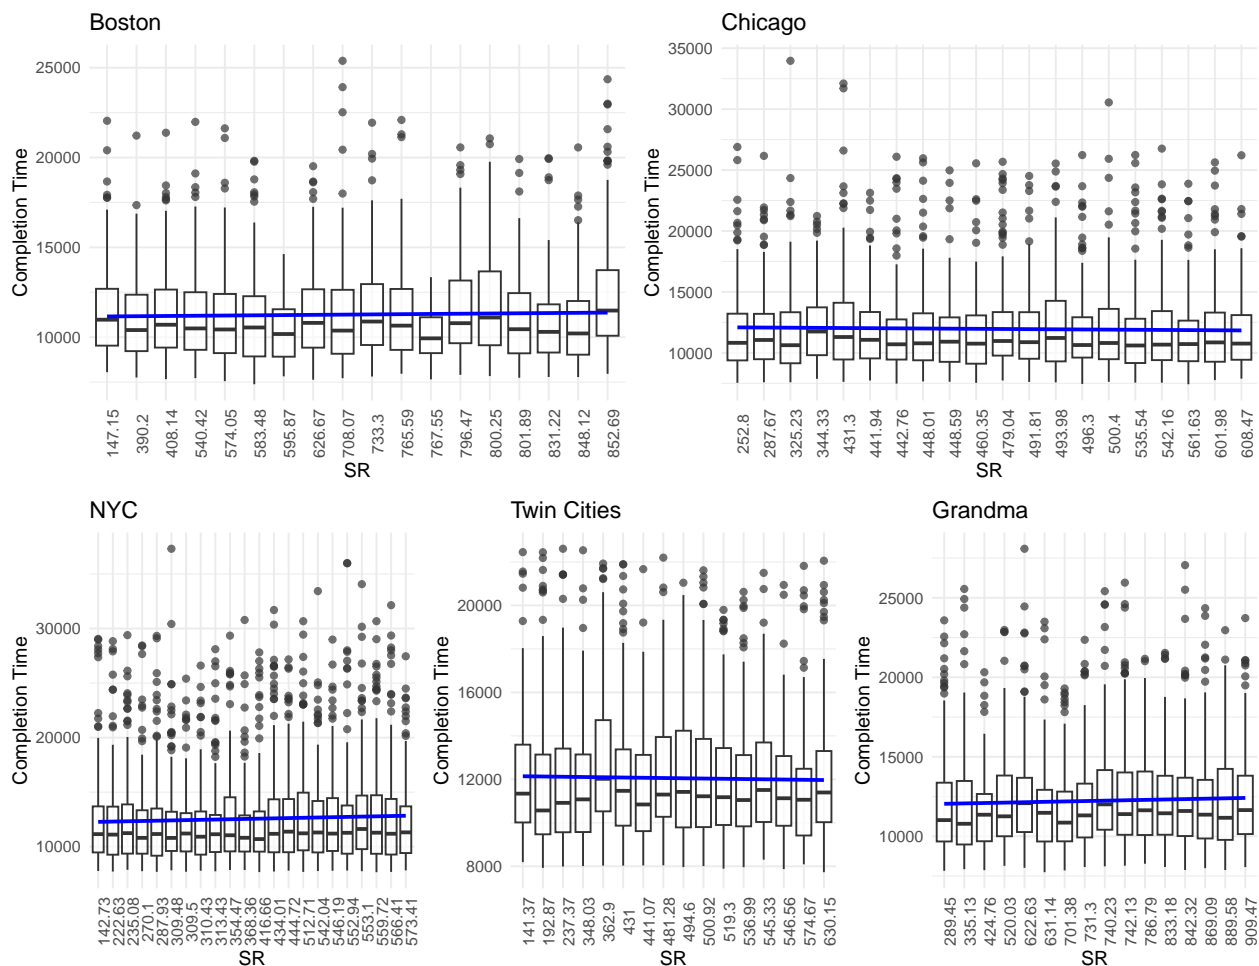 Boston
Completion Time
25000
20000
15000
10000
147.15 390.2 408.14 540.42 574.05 583.48 595.87 626.67 708.07 733.3 765.59 767.55 796.47 800.25 801.89 831.22 848.12 852.69
SR
Chicago
Completion Time
35000
30000
25000
20000
15000
10000
252.8 287.67 325.23 344.33 431.3 441.94 442.76 448.01 448.59 460.35 479.04 491.81 493.98 496.3 500.4 535.54 542.16 561.63 601.98 608.47
SR
NYC
Completion Time
30000
20000
10000
142.73 222.63 235.08 270.1 287.93 309.48 309.5 310.43 313.43 354.47 368.36 416.66 434.01 444.72 512.71 542.04 546.19 552.94 553.1 559.72 566.41 573.41
SR
Twin Cities
Completion Time
20000
16000
12000
8000
141.37 192.87 237.37 348.03 362.9 431 441.07 481.28 494.6 500.92 519.3 536.99 545.33 546.56 574.67 630.15
SR
Grandma
Completion Time
25000
20000
15000
10000
289.45 335.13 424.76 520.03 622.63 631.14 701.38 731.3 740.23 742.13 786.79 833.18 842.32 869.09 889.58 909.47
SR